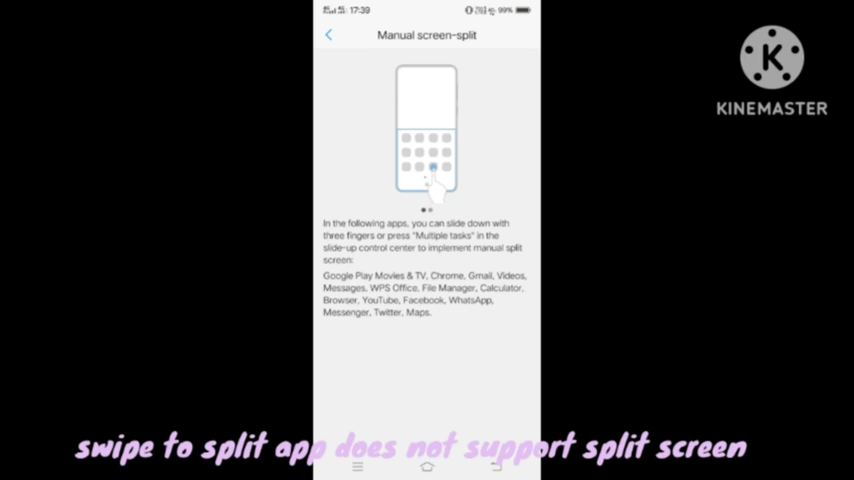 17:39
99%
Manual screen-split
In the following apps, you can slide down with
three fingers or press "Multiple tasks" in the
slide-up control center to implement manual split
screen:
Google Play Movies & TV, Chrome, Gmail, Videos,
Messages, WPS Office, File Manager, Calculator,
Browser, YouTube, Facebook, WhatsApp,
Messenger, Twitter, Maps.
K
KINEMASTER
swipe to split app does not support split screen